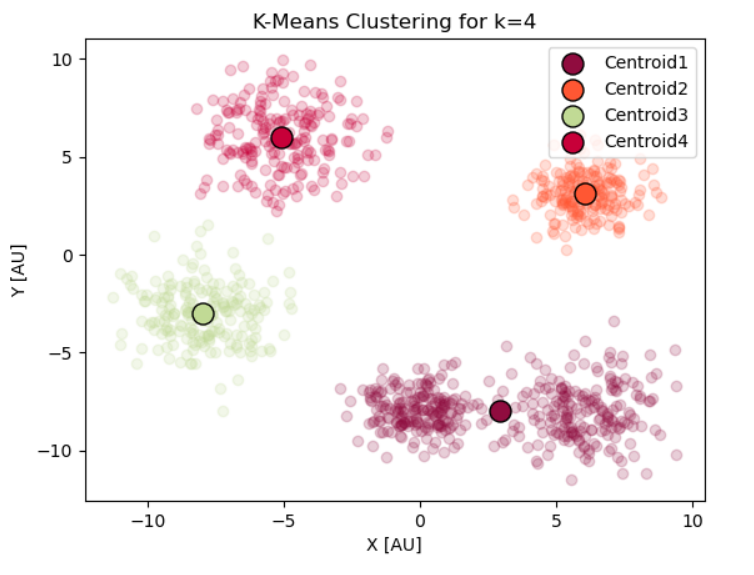 K-Means Clustering for k=4
Centroid1
Centroid2
Centroid3
Centroid4
10
5
0
−5
−10
Y [AU]
−10
−5
0
5
10
X [AU]